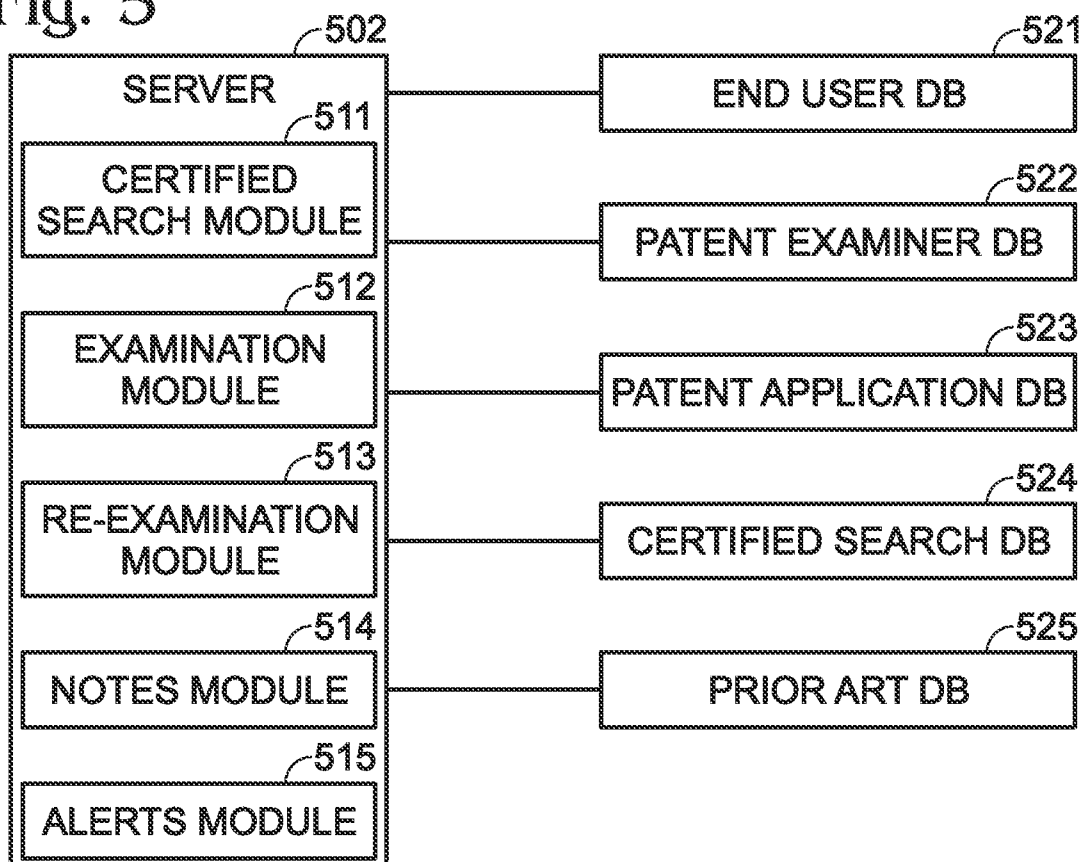 Fig. 5
502
SERVER
511
CERTIFIED
SEARCH MODULE
512
EXAMINATION
MODULE
513
RE-EXAMINATION
MODULE
514
NOTES MODULE
515
ALERTS MODULE
521
END USER DB
522
PATENT EXAMINER DB
523
PATENT APPLICATION DB
524
CERTIFIED SEARCH DB
525
PRIOR ART DB